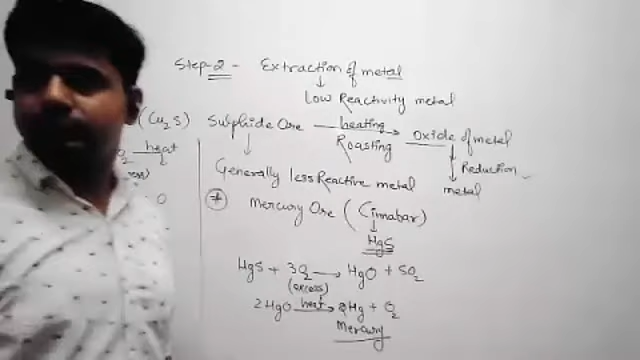 Step-2 - Extraction of metal
↓
Low Reactivity metal
(Cu2S) Sulphide Ore —heating→ Oxide of metal
Roasting
O2 heat
Reduction
Generally less Reactive metal
metal
* Mercury Ore (Cinnabar)
HgS
HgS + 3O2 → HgO + SO2
(excess)
2HgO —heat→ 2Hg + O2
Mercury